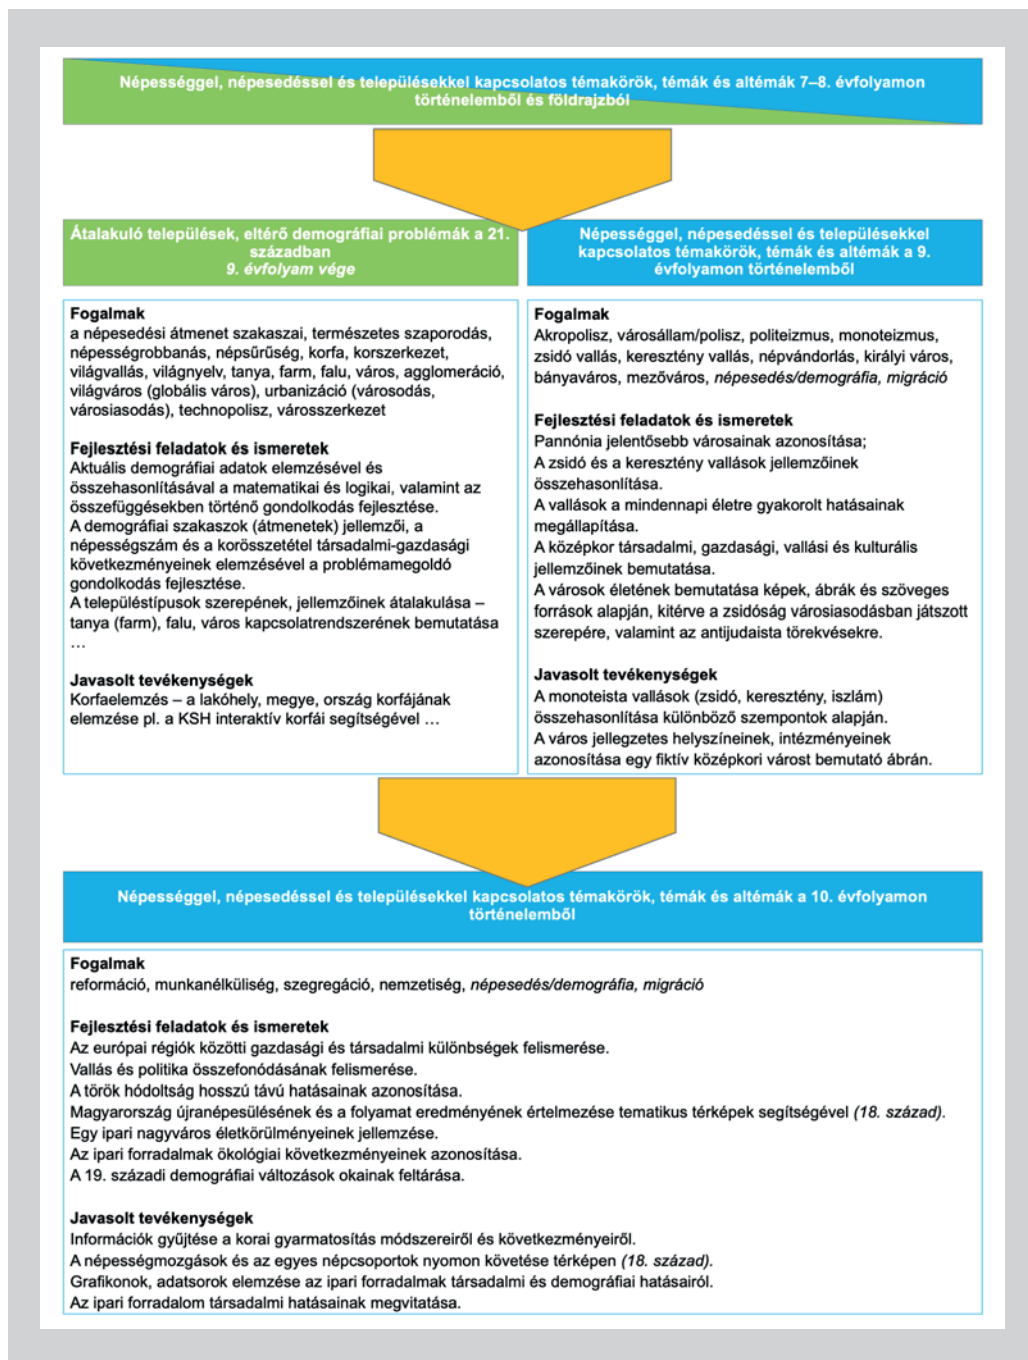 Népességgel, népesedéssel és településekkel kapcsolatos témakörök, témák és altémák 7–8. évfolyamon
történelemből és földrajzból
Átalakuló települések, eltérő demográfiai problémák a 21.
században
9. évfolyam vége
Fogalmak
a népesedési átmenet szakaszai, természetes szaporodás,
népességrobbanás, népsűrűség, korfa, korszerkezet,
világvallás, világnyelv, tanya, farm, falu, város, agglomeráció,
világváros (globális város), urbanizáció (városodás,
városiasodás), technopolisz, városszerkezet
Fejlesztési feladatok és ismeretek
Aktuális demográfiai adatok elemzésével és
összehasonlításával a matematikai és logikai, valamint az
összefüggésekben történő gondolkodás fejlesztése.
A demográfiai szakaszok (átmenetek) jellemzői, a
népességszám és a korösszetétel társadalmi-gazdasági
következményeinek elemzésével a problémamegoldó
gondolkodás fejlesztése.
A településtípusok szerepének, jellemzőinek átalakulása –
tanya (farm), falu, város kapcsolatrendszerének bemutatása
…
Javasolt tevékenységek
Korfaelemzés – a lakóhely, megye, ország korfájának
elemzése pl. a KSH interaktív korfái segítségével …
Népességgel, népesedéssel és településekkel
kapcsolatos témakörök, témák és altémák a 9.
évfolyamon történelemből
Fogalmak
Akropolisz, városállam/polisz, politeizmus, monoteizmus,
zsidó vallás, keresztény vallás, népvándorlás, királyi város,
bányaváros, mezőváros, népesedés/demográfia, migráció
Fejlesztési feladatok és ismeretek
Pannónia jelentősebb városainak azonosítása;
A zsidó és a keresztény vallások jellemzőinek
összehasonlítása.
A vallások a mindennapi életre gyakorolt hatásainak
megállapítása.
A középkor társadalmi, gazdasági, vallási és kulturális
jellemzőinek bemutatása.
A városok életének bemutatása képek, ábrák és szöveges
források alapján, kitérve a zsidóság városiasodásban játszott
szerepére, valamint az antijudaista törekvésekre.
Javasolt tevékenységek
A monoteista vallások (zsidó, keresztény, iszlám)
összehasonlítása különböző szempontok alapján.
A város jellegzetes helyszíneinek, intézményeinek
azonosítása egy fiktív középkori várost bemutató ábrán.
Népességgel, népesedéssel és településekkel kapcsolatos témakörök, témák és altémák a 10. évfolyamon
történelemből
Fogalmak
reformáció, munkanélküliség, szegregáció, nemzetiség, népesedés/demográfia, migráció
Fejlesztési feladatok és ismeretek
Az európai régiók közötti gazdasági és társadalmi különbségek felismerése.
Vallás és politika összefonódásának felismerése.
A török hódoltság hosszú távú hatásainak azonosítása.
Magyarország újranépesülésének és a folyamat eredményének értelmezése tematikus térképek segítségével (18. század).
Egy ipari nagyváros életkörülményeinek jellemzése.
Az ipari forradalmak ökológiai következményeinek azonosítása.
A 19. századi demográfiai változások okainak feltárása.
Javasolt tevékenységek
Információk gyűjtése a korai gyarmatosítás módszereiről és következményeiről.
A népességmozgások és az egyes népcsoportok nyomon követése térképen (18. század).
Grafikonok, adatsorok elemzése az ipari forradalmak társadalmi és demográfiai hatásairól.
Az ipari forradalom társadalmi hatásainak megvitatása.